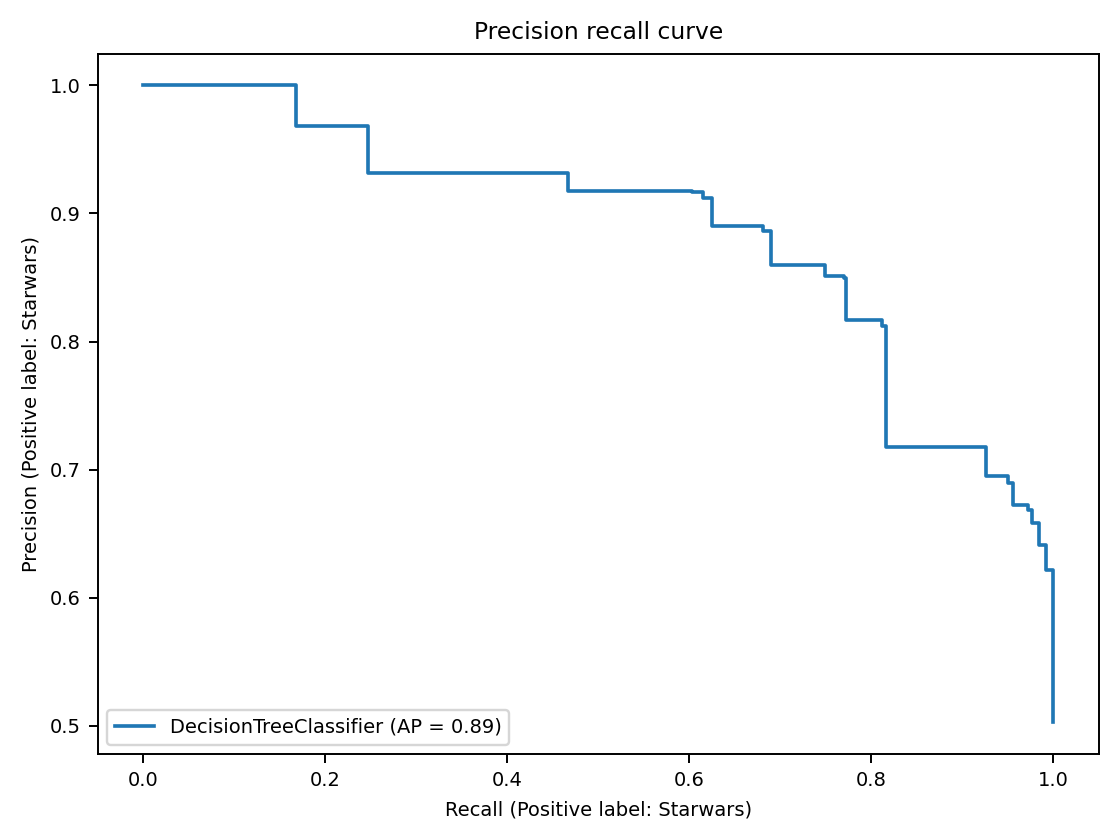 Precision recall curve
1.0
0.9
0.8
0.7
0.6
0.5
Precision (Positive label: Starwars)
DecisionTreeClassifier (AP = 0.89)
0.0 0.2 0.4 0.6 0.8 1.0
Recall (Positive label: Starwars)